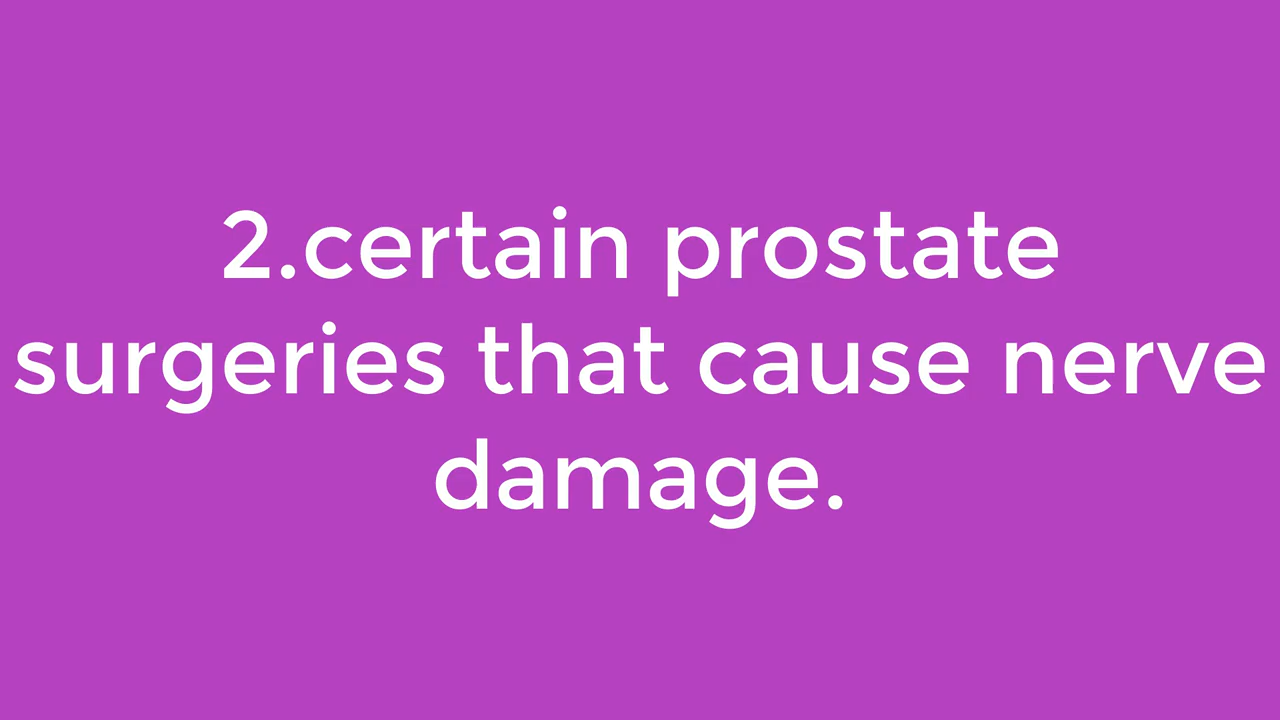 2.certain prostate
surgeries that cause nerve
damage.